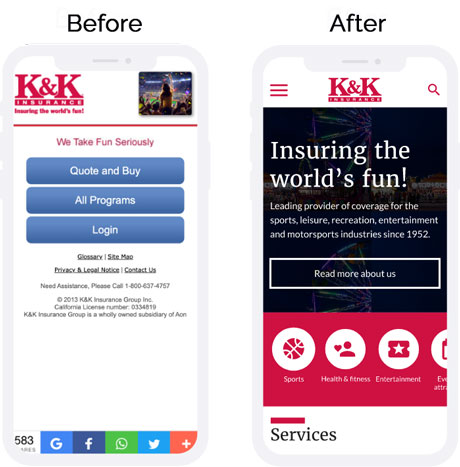 Before
After
K&K
INSURANCE
Insuring the world's fun!
We Take Fun Seriously
Quote and Buy
All Programs
Login
Glossary | Site Map
Privacy & Legal Notice | Contact Us
Need Assistance, Please Call 1-800-637-4757
© 2013 K&K Insurance Group Inc.
California License number: 0334819
K&K Insurance Group is a wholly owned subsidiary of Aon
583
G
f
K&K
INSURANCE
Insuring the
world's fun!
Leading provider of coverage for the
sports, leisure, recreation, entertainment
and motorsports industries since 1952.
Read more about us
Sports
Health & fitness
Entertainment
Services